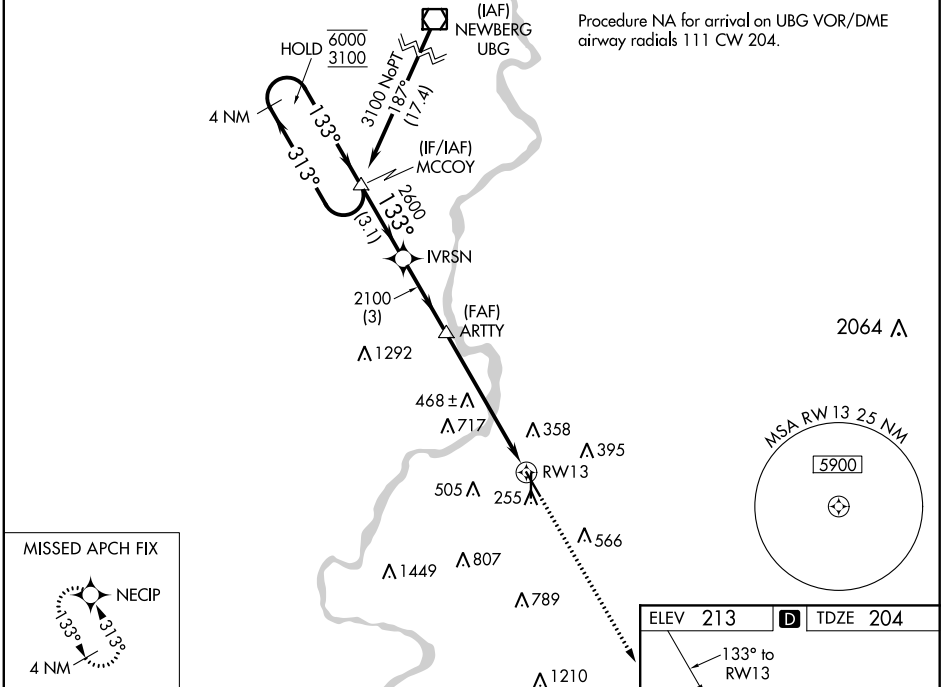 (IAF)
NEWBERG
UBG
Procedure NA for arrival on UBG VOR/DME
airway radials 111 CW 204.
HOLD
6000
3100
3100 NoPT
187°
(17.4)
4 NM
133°
313°
(IF/IAF)
MCCOY
2600
133°
(3.1)
IVRSN
2100
(3)
(FAF)
ARTTY
2064
1292
468 ±
717
358
395
MSA RW13 25 NM
5900
RW13
505
255
566
MISSED APCH FIX
NECIP
133°
313°
4 NM
1449
807
789
1210
ELEV 213
D
TDZE 204
133° to
RW13